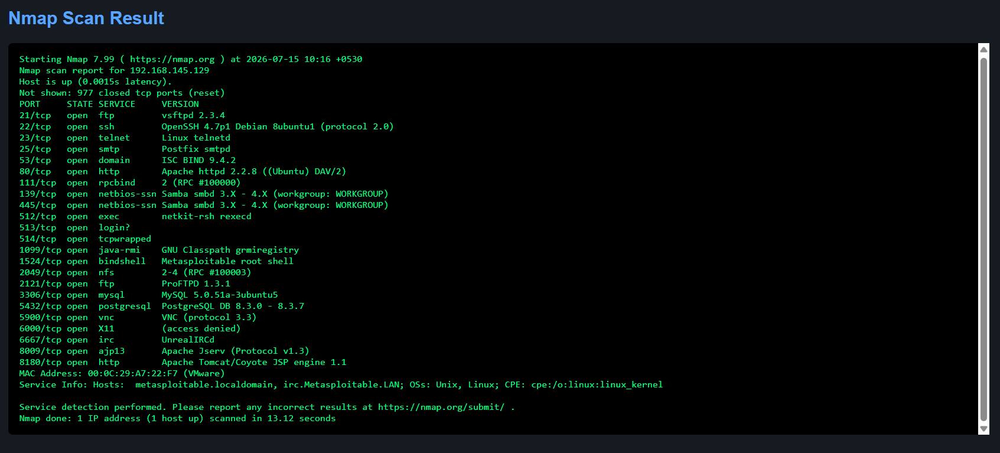 Nmap Scan Result
Starting Nmap 7.99 ( https://nmap.org ) at 2026-07-15 10:16 +0530
Nmap scan report for 192.168.145.129
Host is up (0.0015s latency).
Not shown: 977 closed tcp ports (reset)
PORT     STATE SERVICE     VERSION
21/tcp   open  ftp         vsftpd 2.3.4
22/tcp   open  ssh         OpenSSH 4.7p1 Debian 8ubuntu1 (protocol 2.0)
23/tcp   open  telnet      Linux telnetd
25/tcp   open  smtp        Postfix smtpd
53/tcp   open  domain      ISC BIND 9.4.2
80/tcp   open  http        Apache httpd 2.2.8 ((Ubuntu) DAV/2)
111/tcp  open  rpcbind     2 (RPC #100000)
139/tcp  open  netbios-ssn Samba smbd 3.X - 4.X (workgroup: WORKGROUP)
445/tcp  open  netbios-ssn Samba smbd 3.X - 4.X (workgroup: WORKGROUP)
512/tcp  open  exec        netkit-rsh rexecd
513/tcp  open  login?
514/tcp  open  tcpwrapped
1099/tcp open  java-rmi    GNU Classpath grmiregistry
1524/tcp open  bindshell   Metasploitable root shell
2049/tcp open  nfs         2-4 (RPC #100003)
2121/tcp open  ftp         ProFTPD 1.3.1
3306/tcp open  mysql       MySQL 5.0.51a-3ubuntu5
5432/tcp open  postgresql  PostgreSQL DB 8.3.0 - 8.3.7
5900/tcp open  vnc         VNC (protocol 3.3)
6000/tcp open  X11         (access denied)
6667/tcp open  irc         UnrealIRCd
8009/tcp open  ajp13       Apache Jserv (Protocol v1.3)
8180/tcp open  http        Apache Tomcat/Coyote JSP engine 1.1
MAC Address: 00:0C:29:A7:22:F7 (VMware)
Service Info: Hosts:  metasploitable.localdomain, irc.Metasploitable.LAN; OSs: Unix, Linux; CPE: cpe:/o:linux:linux_kernel
Service detection performed. Please report any incorrect results at https://nmap.org/submit/ .
Nmap done: 1 IP address (1 host up) scanned in 13.12 seconds